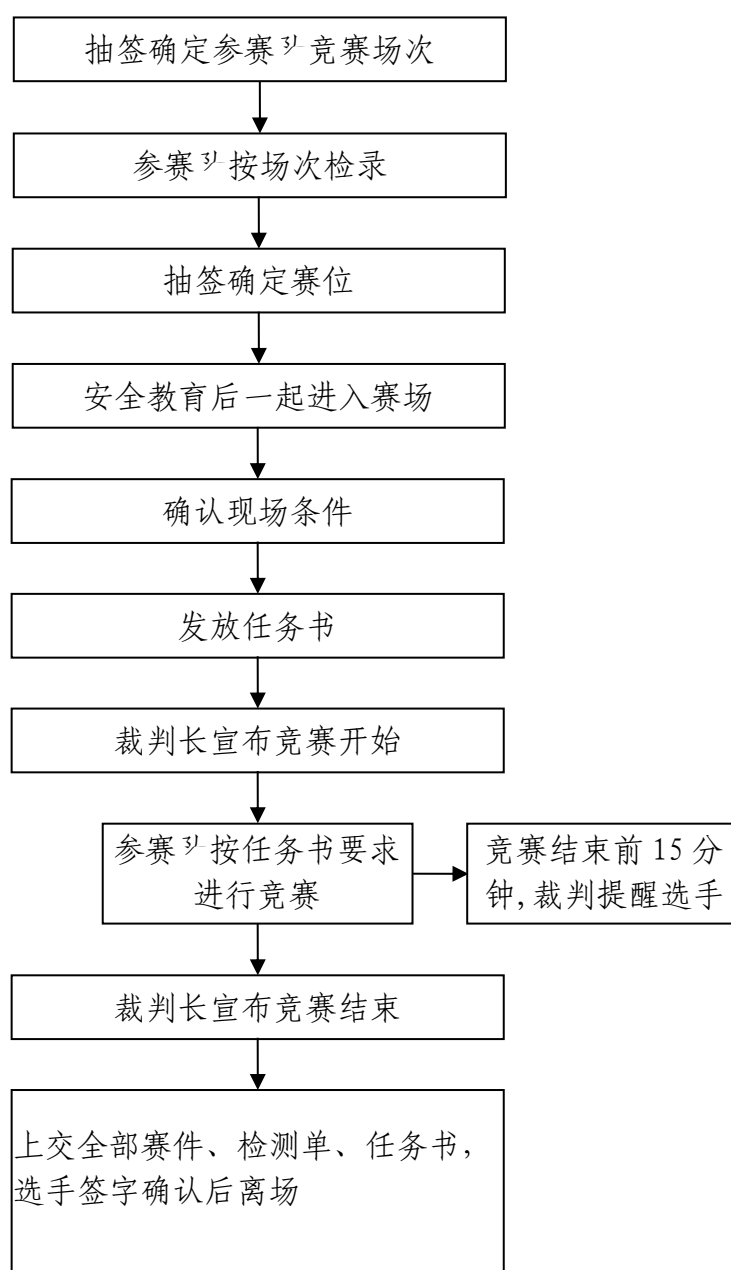 抽签确定参赛竞赛场次
参赛按场次检录
抽签确定赛位
安全教育后一起进入赛场
确认现场条件
发放任务书
裁判长宣布竞赛开始
参赛按任务书要求
进行竞赛
竞赛结束前 15 分
钟,裁判提醒选手
裁判长宣布竞赛结束
上交全部赛件、检测单、任务书,
选手签字确认后离场